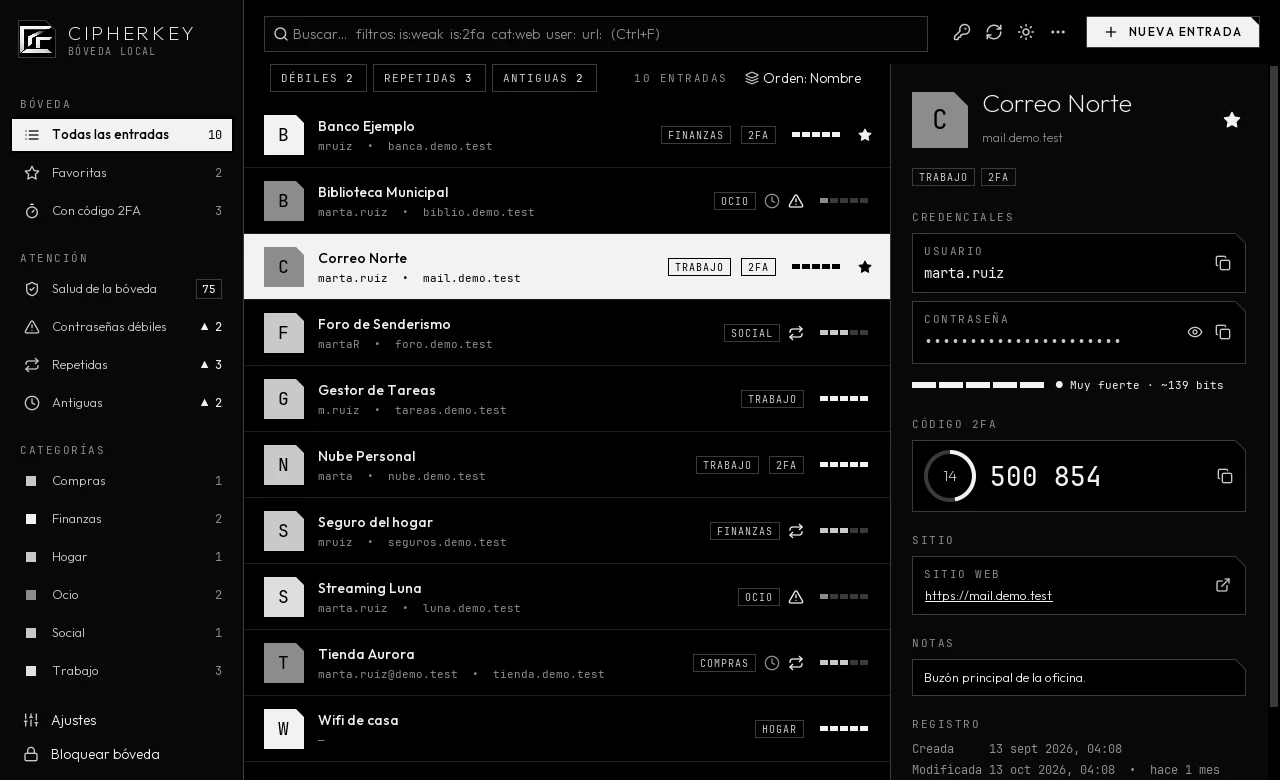 CIPHERKEY
BÓVEDA LOCAL
BÓVEDA
Todas las entradas 10
Favoritas 2
Con código 2FA 3
ATENCIÓN
Salud de la bóveda 75
Contraseñas débiles ▲ 2
Repetidas ▲ 3
Antiguas ▲ 2
CATEGORÍAS
Compras 1
Finanzas 2
Hogar 1
Ocio 2
Social 1
Trabajo 3
Ajustes
Bloquear bóveda
Buscar... filtros: is:weak is:2fa cat:web user: url: (Ctrl+F)
NUEVA ENTRADA
DÉBILES 2 REPETIDAS 3 ANTIGUAS 2 10 ENTRADAS Orden: Nombre
B Banco Ejemplo FINANZAS 2FA
mruiz • banca.demo.test
B Biblioteca Municipal OCIO
marta.ruiz • biblio.demo.test
C Correo Norte TRABAJO 2FA
marta.ruiz • mail.demo.test
F Foro de Senderismo SOCIAL
martaR • foro.demo.test
G Gestor de Tareas TRABAJO
m.ruiz • tareas.demo.test
N Nube Personal TRABAJO 2FA
marta • nube.demo.test
S Seguro del hogar FINANZAS
mruiz • seguros.demo.test
S Streaming Luna OCIO
marta.ruiz • luna.demo.test
T Tienda Aurora COMPRAS
marta.ruiz@demo.test • tienda.demo.test
W Wifi de casa HOGAR
—
C Correo Norte
mail.demo.test
TRABAJO 2FA
CREDENCIALES
USUARIO
marta.ruiz
CONTRASEÑA
••••••••••••••••••••••
● Muy fuerte · ~139 bits
CÓDIGO 2FA
14 500 854
SITIO
SITIO WEB
https://mail.demo.test
NOTAS
Buzón principal de la oficina.
REGISTRO
Creada 13 sept 2026, 04:08
Modificada 13 oct 2026, 04:08 • hace 1 mes